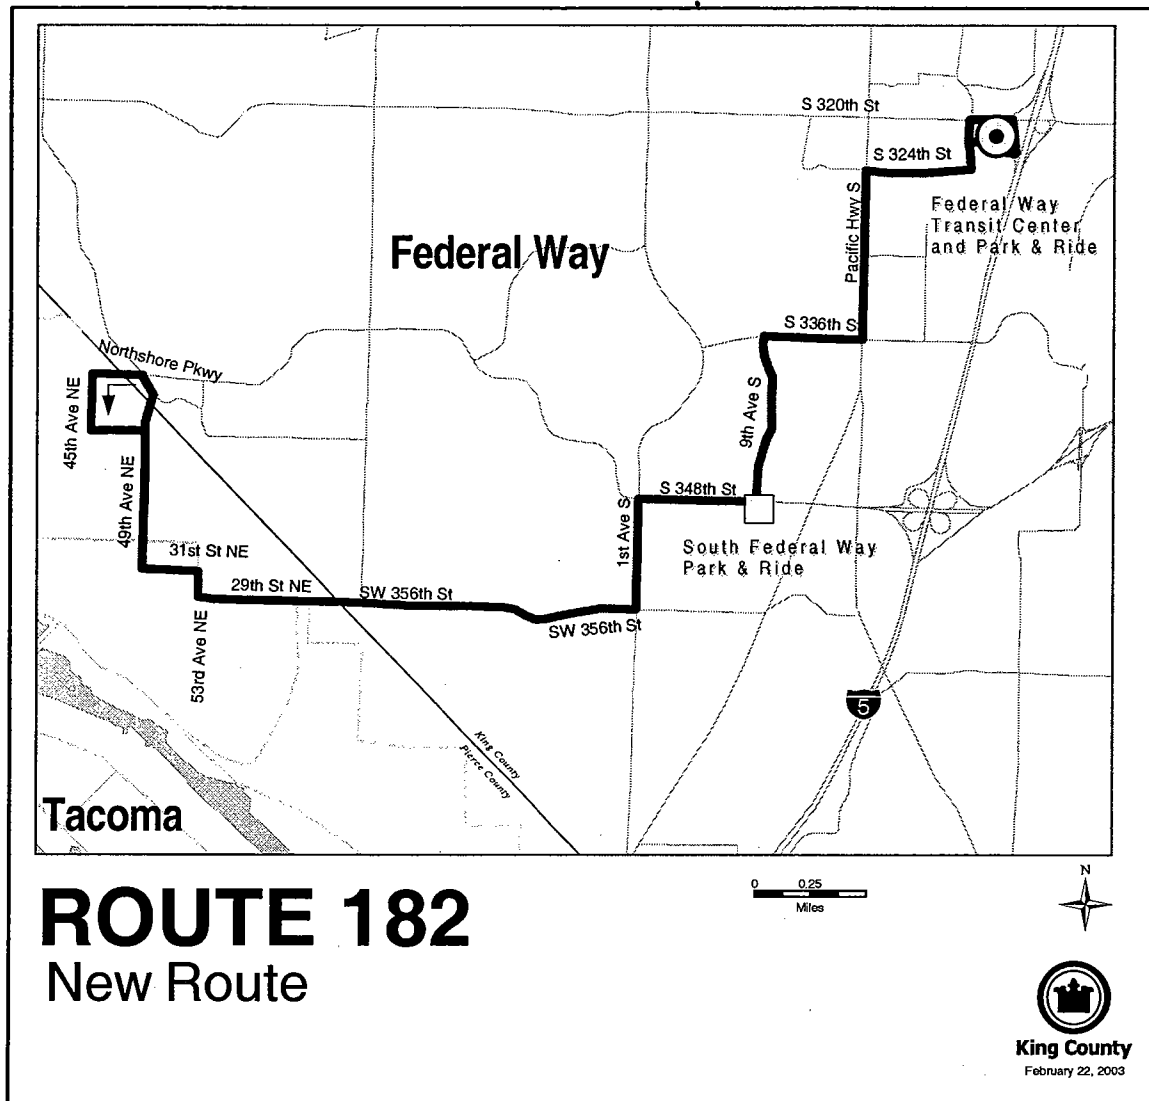 S 320th St
S 324th St
Federal Way
Transit Center
and Park & Ride
Pacific Hwy S
Federal Way
S 336th St
Northshore Pkwy
45th Ave NE
9th Ave S
49th Ave NE
S 348th St
1st Ave S
South Federal Way
Park & Ride
31st St NE
29th St NE
SW 356th St
SW 356th St
53rd Ave NE
5
King County
Pierce County
Tacoma
ROUTE 182
New Route
0 0.25
Miles
N
King County
February 22, 2003